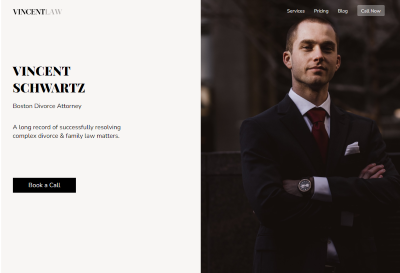 VINCENTLAW
Services Pricing Blog Call Now
VINCENT
SCHWARTZ
Boston Divorce Attorney
A long record of successfully resolving
complex divorce & family law matters.
Book a Call